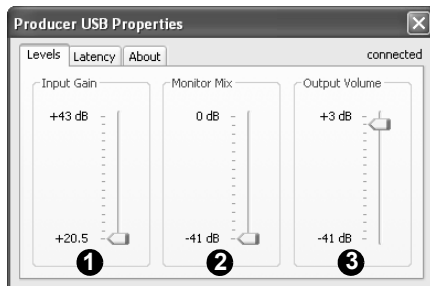 Producer USB Properties
Levels Latency About connected
Input Gain Monitor Mix Output Volume
+43 dB 0 dB +3 dB
+20.5 -41 dB -41 dB
1 2 3